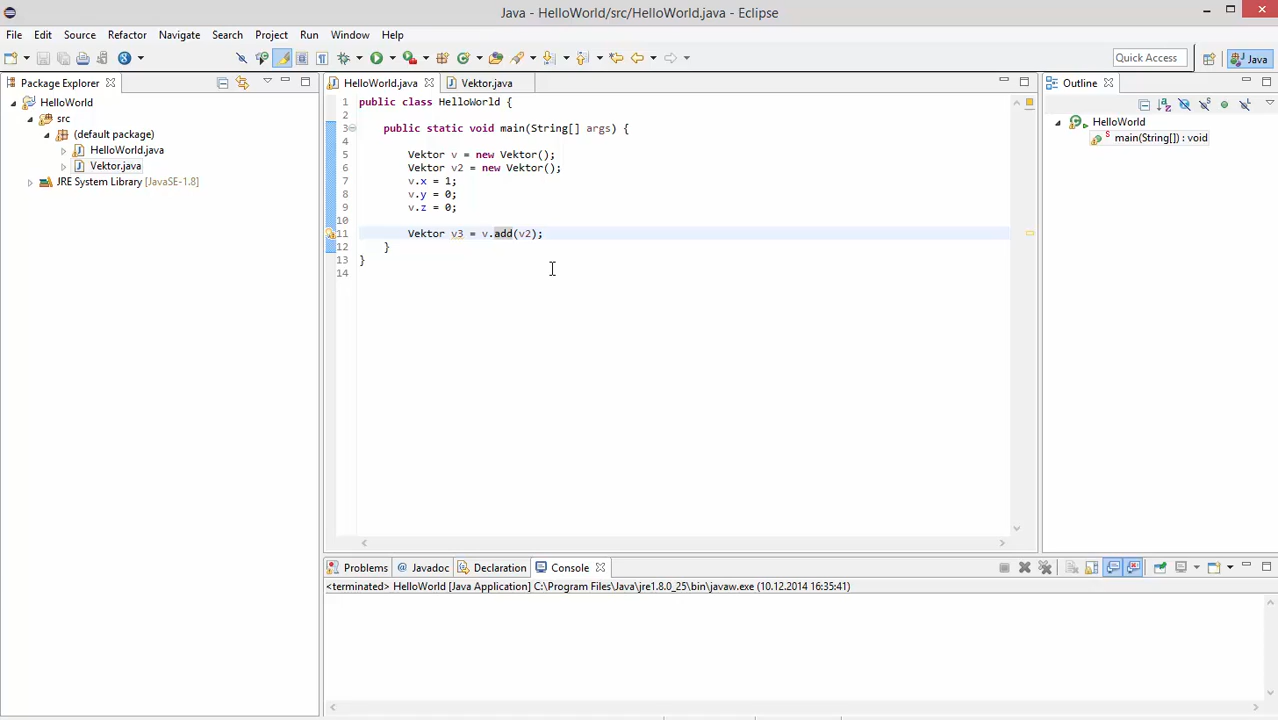 Java - HelloWorld/src/HelloWorld.java - Eclipse
File Edit Source Refactor Navigate Search Project Run Window Help
Quick Access Java
Package Explorer
HelloWorld
src
(default package)
HelloWorld.java
Vektor.java
JRE System Library [JavaSE-1.8]
HelloWorld.java Vektor.java
1 public class HelloWorld {
2
3 public static void main(String[] args) {
4
5 Vektor v = new Vektor();
6 Vektor v2 = new Vektor();
7 v.x = 1;
8 v.y = 0;
9 v.z = 0;
10
11 Vektor v3 = v.add(v2);
12 }
13 }
14
Outline
HelloWorld
main(String[]) : void
Problems Javadoc Declaration Console
<terminated> HelloWorld [Java Application] C:\Program Files\Java\jre1.8.0_25\bin\javaw.exe (10.12.2014 16:35:41)